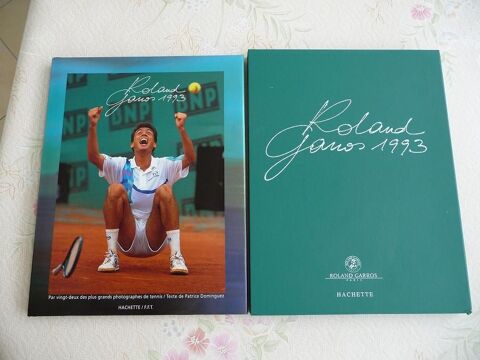 Roland
Garros 1993
BNP
BNP
Par vingt-deux des plus grands photographes de tennis / Texte de Patrice Dominguez
HACHETTE / F.F.T.
Roland
Garros 1993
ROLAND GARROS
PARIS
HACHETTE